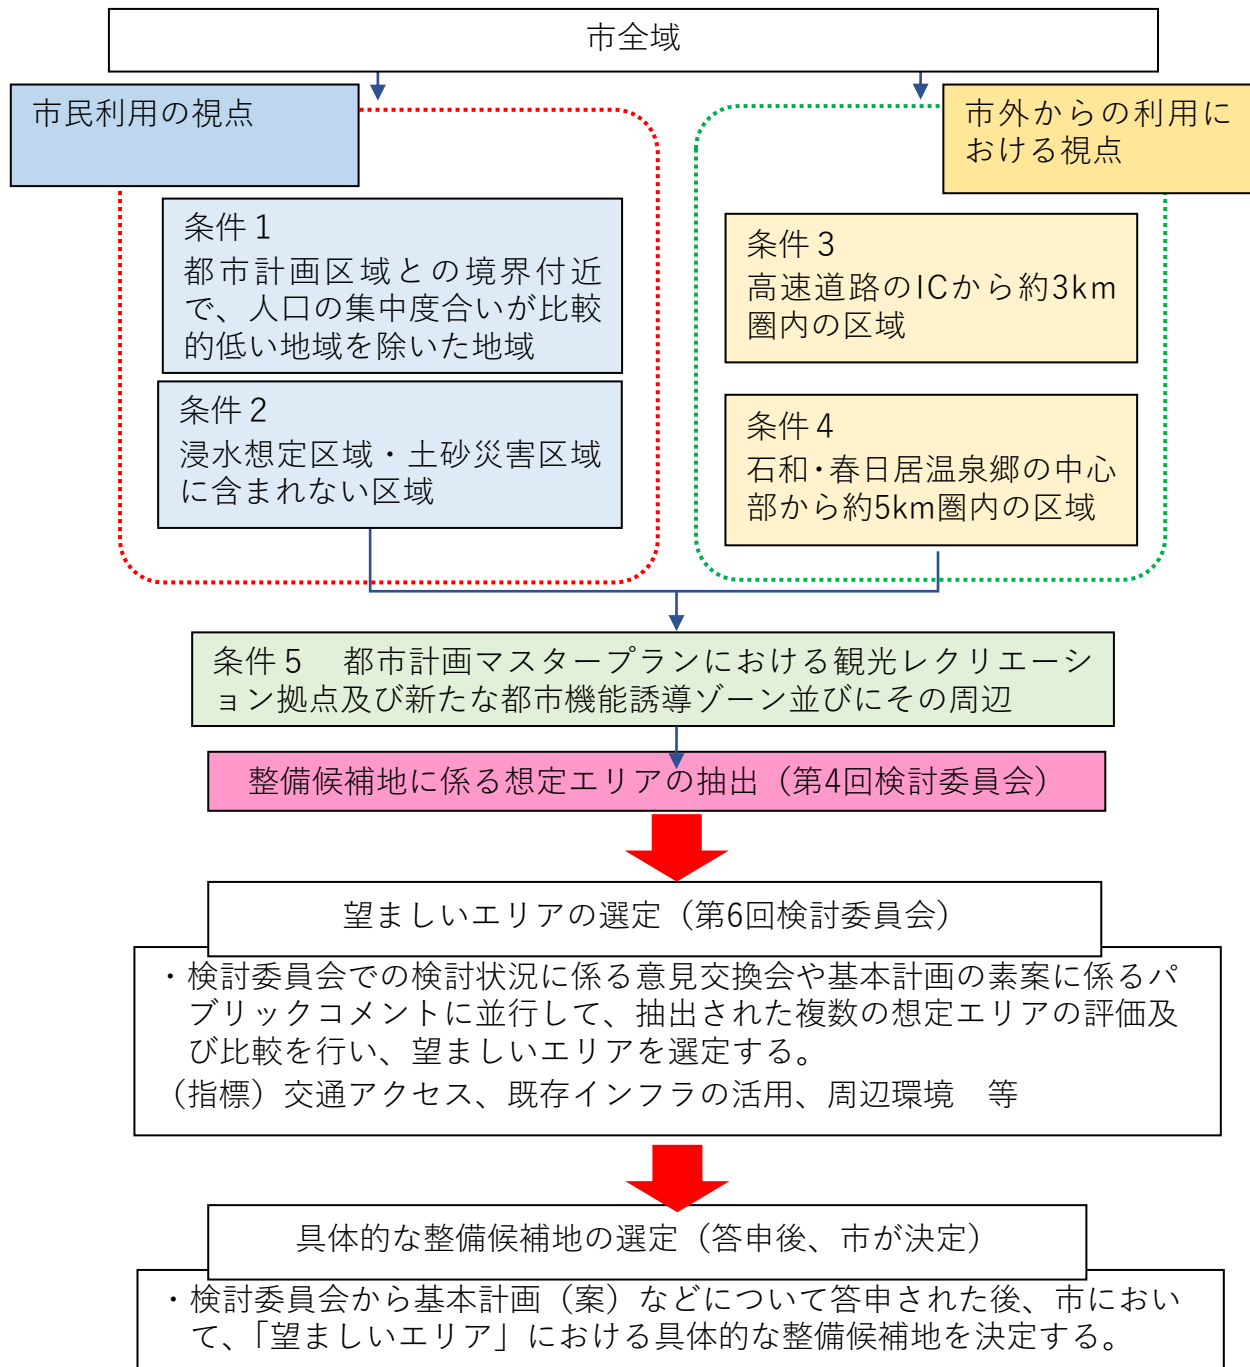 市全域
市民利用の視点
市外からの利用に
おける視点
条件1
都市計画区域との境界付近
で、人口の集中度合いが比較
的低い地域を除いた地域
条件2
浸水想定区域・土砂災害区域
に含まれない区域
条件3
高速道路のICから約3km
圏内の区域
条件4
石和・春日居温泉郷の中心
部から約5km圏内の区域
条件5　都市計画マスタープランにおける観光レクリエーシ
ョン拠点及び新たな都市機能誘導ゾーン並びにその周辺
整備候補地に係る想定エリアの抽出（第4回検討委員会）
望ましいエリアの選定（第6回検討委員会）
・検討委員会での検討状況に係る意見交換会や基本計画の素案に係るパ
ブリックコメントに並行して、抽出された複数の想定エリアの評価及
び比較を行い、望ましいエリアを選定する。
（指標）交通アクセス、既存インフラの活用、周辺環境　等
具体的な整備候補地の選定（答申後、市が決定）
・検討委員会から基本計画（案）などについて答申された後、市におい
て、「望ましいエリア」における具体的な整備候補地を決定する。